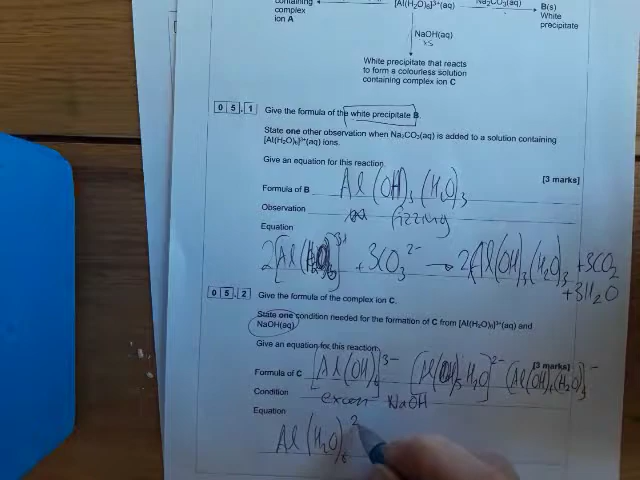 containing complex ion A
[Al(H₂O)₆]³⁺(aq)
Na₂CO₃(aq)
B(s) White precipitate
NaOH(aq)
xs
White precipitate that reacts
to form a colourless solution
containing complex ion C
0 5 . 1 Give the formula of the white precipitate B.
State one other observation when Na₂CO₃(aq) is added to a solution containing
[Al(H₂O)₆]³⁺(aq) ions.
Give an equation for this reaction.
[3 marks]
Formula of B Al(OH)₃(H₂O)₃
Observation fizzing
Equation
2[Al(H₂O)₆]³⁺ + 3CO₃²⁻ → 2[Al(OH)₃(H₂O)₃ + 3CO₂
+ 3H₂O
0 5 . 2 Give the formula of the complex ion C.
State one condition needed for the formation of C from [Al(H₂O)₆]³⁺(aq) and
NaOH(aq)
Give an equation for this reaction.
[3 marks]
Formula of C [Al(OH)₆]³⁻ [Al(OH)₅H₂O]²⁻ [Al(OH)₄(H₂O)₂]⁻
Condition excess NaOH
Equation
Al(H₂O)₆